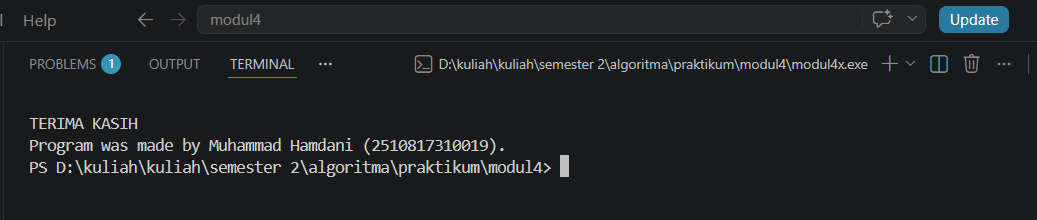 Help
modul4
Update
PROBLEMS 1 OUTPUT TERMINAL ... D:\kuliah\kuliah\semester 2\algoritma\praktikum\modul4\modul4x.exe ...
TERIMA KASIH
Program was made by Muhammad Hamdani (2510817310019).
PS D:\kuliah\kuliah\semester 2\algoritma\praktikum\modul4>